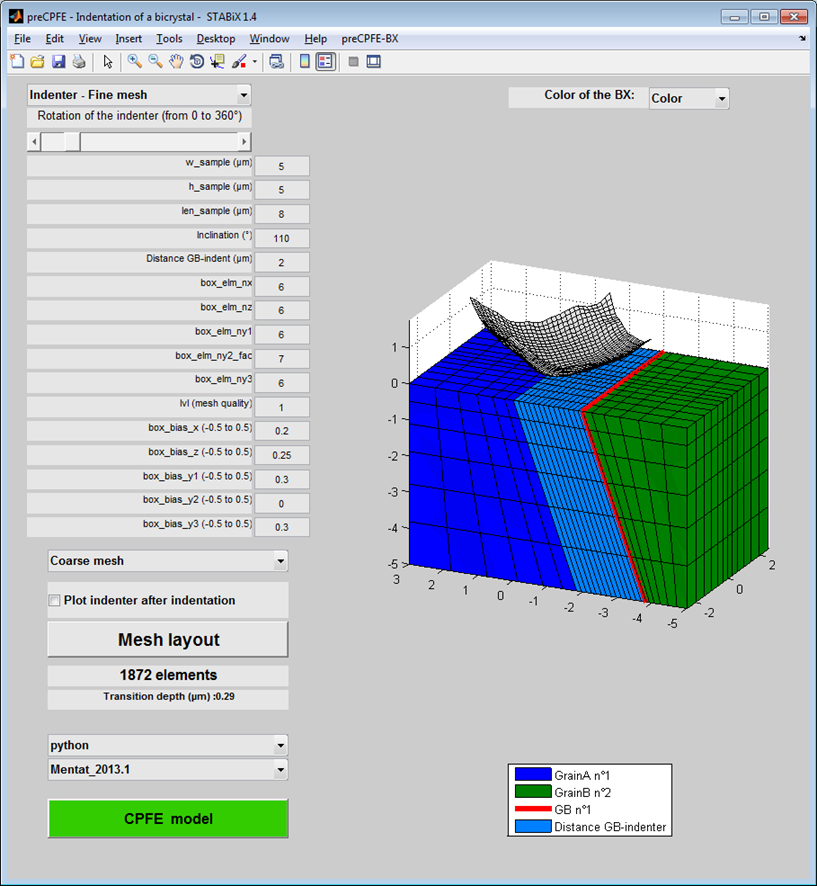 preCPFE - Indentation of a bicrystal - STABiX 1.4
File Edit View Insert Tools Desktop Window Help preCPFE-BX
Indenter - Fine mesh
Color of the BX: Color
Rotation of the indenter (from 0 to 360°)
w_sample (µm) 5
h_sample (µm) 5
len_sample (µm) 8
Inclination (°) 110
Distance GB-indent (µm) 2
box_elm_nx 6
box_elm_nz 6
box_elm_ny1 6
box_elm_ny2_fac 7
box_elm_ny3 6
lvl (mesh quality) 1
box_bias_x (-0.5 to 0.5) 0.2
box_bias_z (-0.5 to 0.5) 0.25
box_bias_y1 (-0.5 to 0.5) 0.3
box_bias_y2 (-0.5 to 0.5) 0
box_bias_y3 (-0.5 to 0.5) 0.3
Coarse mesh
Plot indenter after indentation
Mesh layout
1872 elements
Transition depth (µm) :0.29
python
Mentat_2013.1
CPFE model
1
0
-1
-2
-3
-4
-5
3 2 1 0 -1 -2 -3 -4 -5
-2 0 2
GrainA n°1
GrainB n°2
GB n°1
Distance GB-indenter